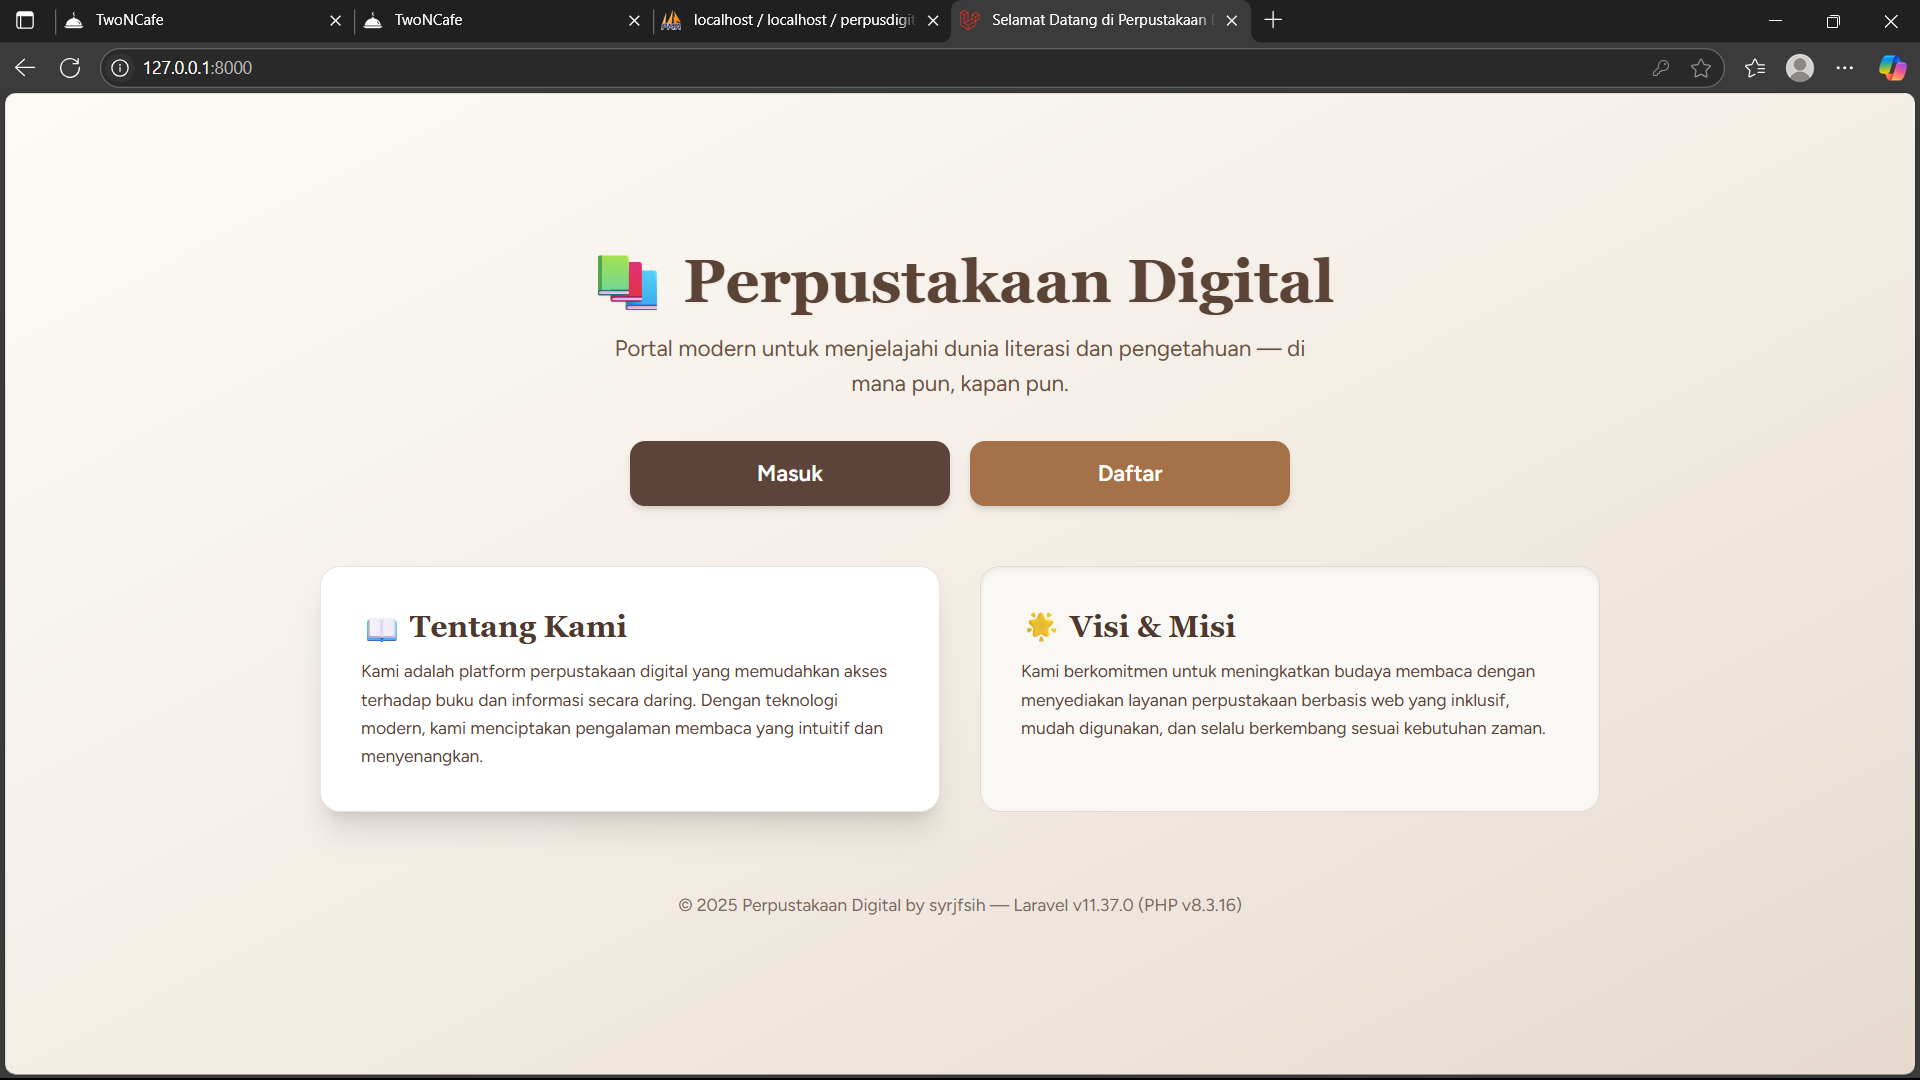 TwoNCafe
TwoNCafe
localhost / localhost / perpusdigit
Selamat Datang di Perpustakaan
127.0.0.1:8000
Perpustakaan Digital
Portal modern untuk menjelajahi dunia literasi dan pengetahuan — di
mana pun, kapan pun.
Masuk
Daftar
Tentang Kami
Kami adalah platform perpustakaan digital yang memudahkan akses
terhadap buku dan informasi secara daring. Dengan teknologi
modern, kami menciptakan pengalaman membaca yang intuitif dan
menyenangkan.
Visi & Misi
Kami berkomitmen untuk meningkatkan budaya membaca dengan
menyediakan layanan perpustakaan berbasis web yang inklusif,
mudah digunakan, dan selalu berkembang sesuai kebutuhan zaman.
© 2025 Perpustakaan Digital by syrjfsih — Laravel v11.37.0 (PHP v8.3.16)